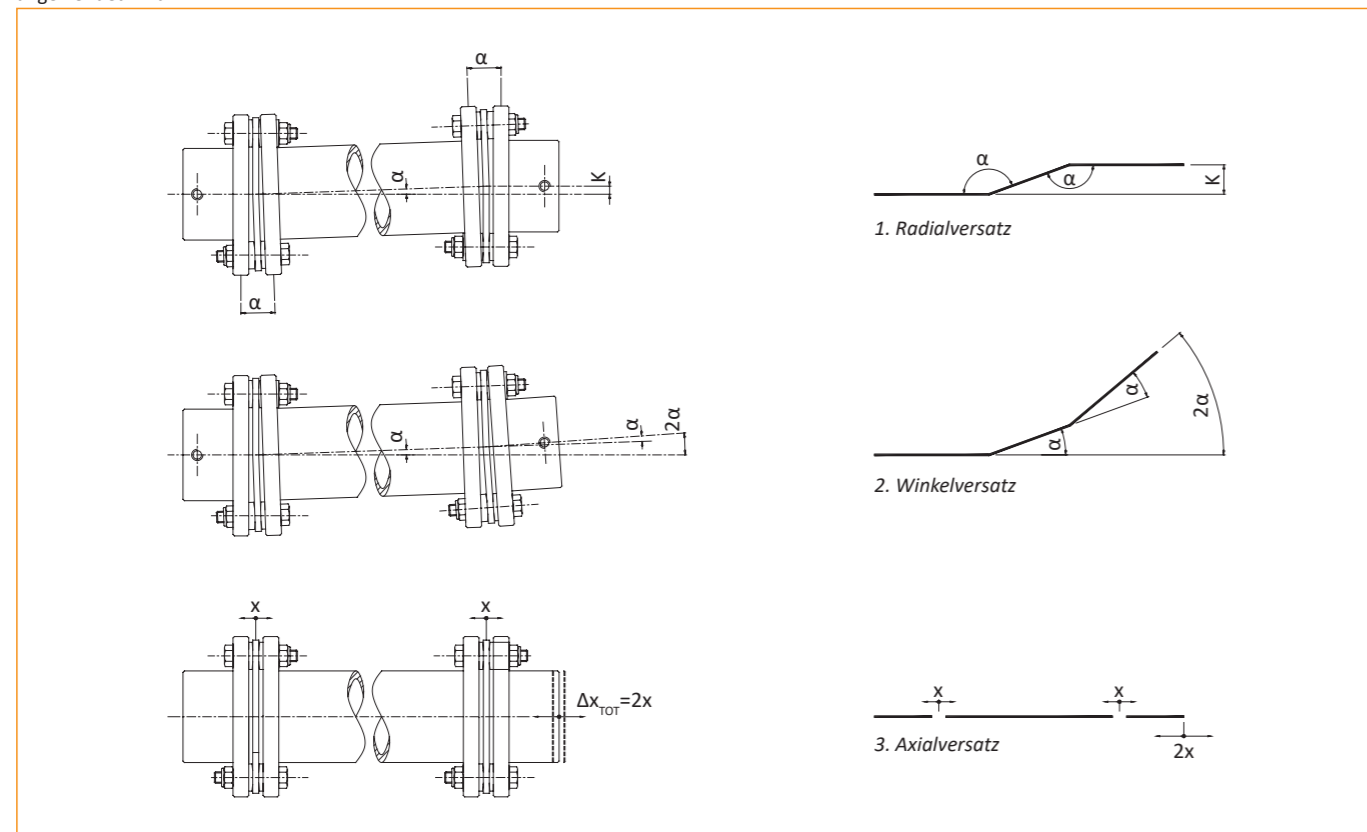 α
α
α
K
α
α
K
1. Radialversatz
α
α
2α
α
α
2α
2. Winkelversatz
x
x
Δx_TOT=2x
x
x
2x
3. Axialversatz